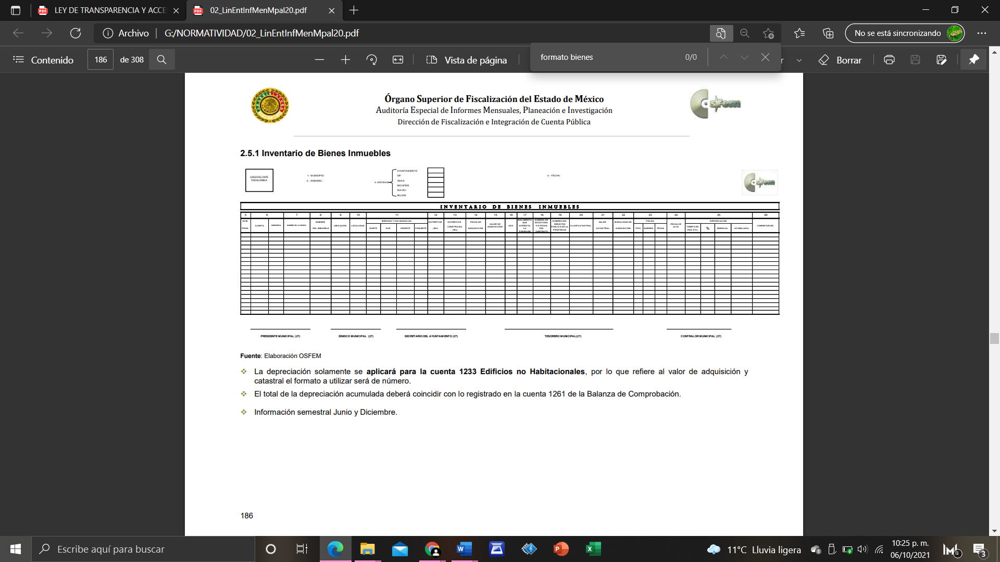 LEY DE TRANSPARENCIA Y ACCE
02_LinEntInfMenMpal20.pdf
Archivo
G:/NORMATIVIDAD/02_LinEntInfMenMpal20.pdf
No se está sincronizando
Contenido
186
de 308
Vista de página
formato bienes
0/0
r
Borrar
Órgano Superior de Fiscalización del Estado de México
Auditoría Especial de Informes Mensuales, Planeación e Investigación
Dirección de Fiscalización e Integración de Cuenta Pública
osfem
2.5.1 Inventario de Bienes Inmuebles
LOGO DEL ENTE
FISCALIZABLE
1.- MUNICIPIO:
2.- NÚMERO:
3.- ENTIDAD
AYUNTAMIENTO
DIF
ODAS
IMCUFIDE
MAVICI
IMJUVE
4.- FECHA:
osfem
INVENTARIO DE BIENES INMUEBLES
5 6 7 8 9 10 11 12 13 14 15 16 17 18 19 20 21 22 23 24 25 26
NÚM. PROG.
CUENTA
SUBCUENTA
NOMBRE DE LA CUENTA
NOMBRE DEL INMUEBLE
UBICACIÓN
LOCALIDAD
MEDIDAS Y COLINDANCIAS
NORTE SUR ORIENTE PONIENTE
SUPERFICIE (M2)
SUPERFICIE CONSTRUIDA (M2)
FECHA DE ADQUISICIÓN
VALOR DE ADQUISICIÓN
USO
DOCUMENTO QUE ACREDITA LA POSESIÓN
NÚMERO DE ESCRITURA Y/O FECHA DEL CONTRATO
NÚMERO DEL REGISTRO PÚBLICO DE LA PROPIEDAD
CLAVE CATASTRAL
VALOR CATASTRAL
MODALIDAD DE ADQUISICIÓN
PÓLIZA
TIPO NÚMERO FECHA
FECHA DE ALTA
DEPRECIACIÓN
TIEMPO DE VIDA ÚTIL % MENSUAL ACUMULADA
COMENTARIOS
PRESIDENTE MUNICIPAL (27)
SÍNDICO MUNICIPAL (27)
SECRETARIO DEL AYUNTAMIENTO (27)
TESORERO MUNICIPAL(27)
CONTRALOR MUNICIPAL (27)
Fuente: Elaboración OSFEM
La depreciación solamente se aplicará para la cuenta 1233 Edificios no Habitacionales, por lo que refiere al valor de adquisición y
catastral el formato a utilizar será de número.
El total de la depreciación acumulada deberá coincidir con lo registrado en la cuenta 1261 de la Balanza de Comprobación.
Información semestral Junio y Diciembre.
186
Escribe aquí para buscar
11°C Lluvia ligera
10:25 p. m.
06/10/2021
3
3